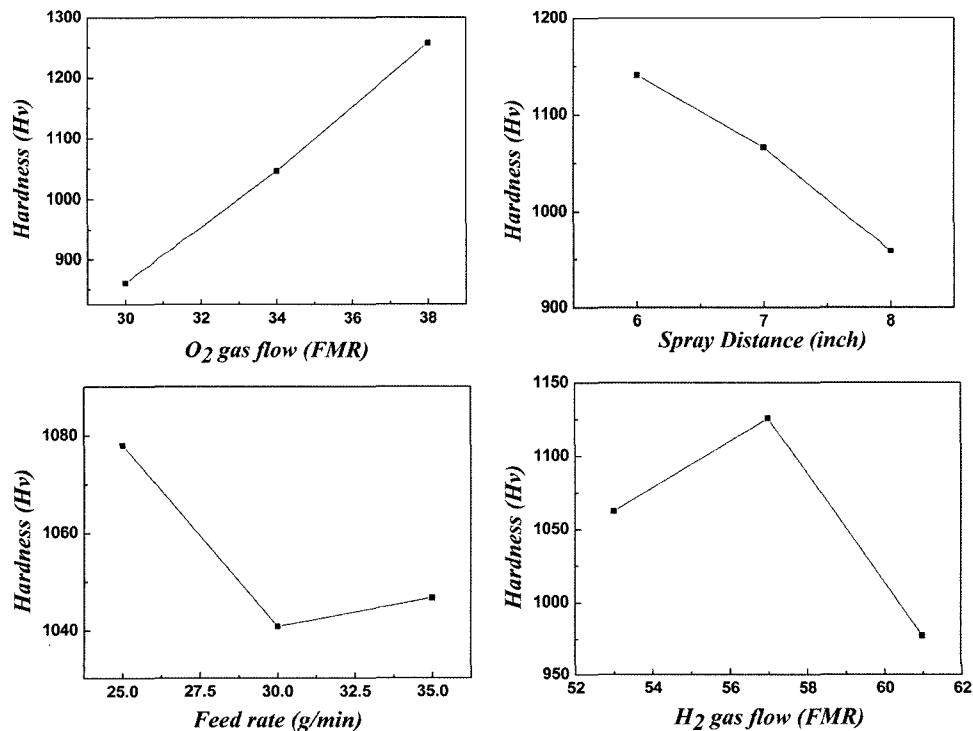 1300
1200
1100
1000
900
Hardness (Hv)
30 32 34 36 38
O2 gas flow (FMR)
1200
1100
1000
900
Hardness (Hv)
6 7 8
Spray Distance (inch)
1080
1060
1040
Hardness (Hv)
25.0 27.5 30.0 32.5 35.0
Feed rate (g/min)
1150
1100
1050
1000
950
Hardness (Hv)
52 54 56 58 60 62
H2 gas flow (FMR)